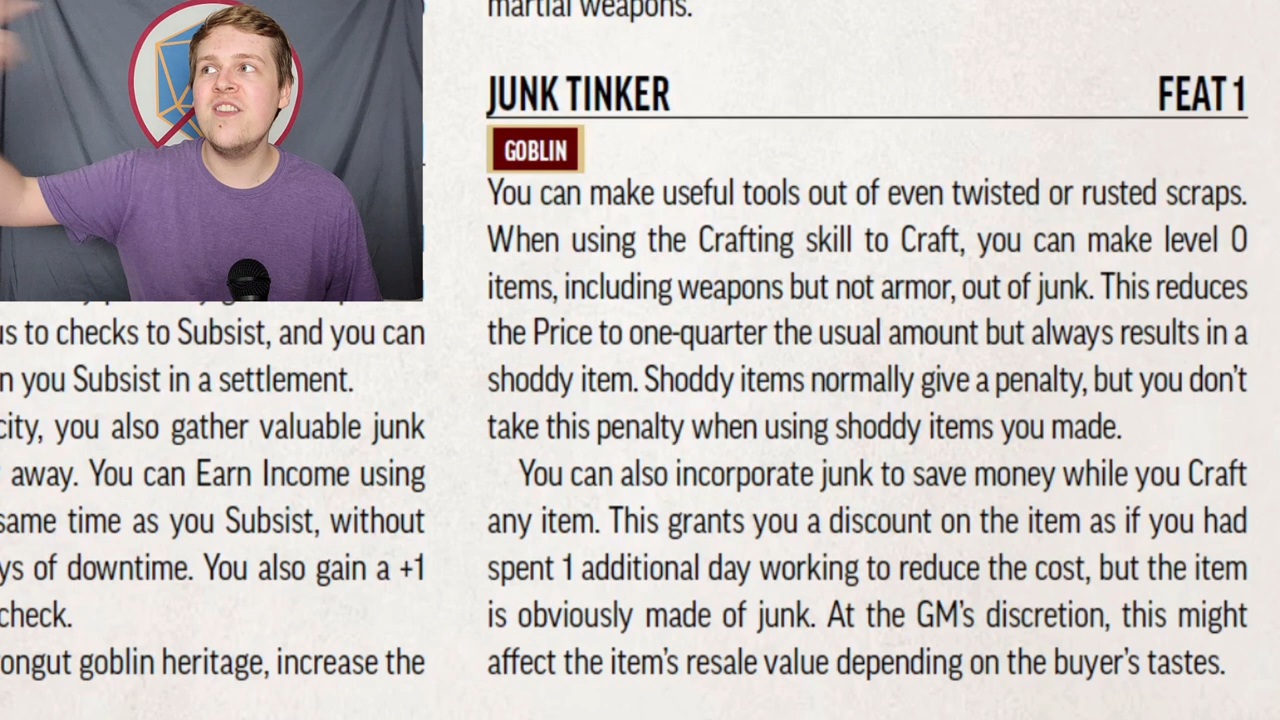 us to checks to Subsist, and you can
n you Subsist in a settlement.
city, you also gather valuable junk
away. You can Earn Income using
same time as you Subsist, without
ys of downtime. You also gain a +1
check.
ongut goblin heritage, increase the
martial weapons.
JUNK TINKER FEAT 1
GOBLIN
You can make useful tools out of even twisted or rusted scraps.
When using the Crafting skill to Craft, you can make level 0
items, including weapons but not armor, out of junk. This reduces
the Price to one-quarter the usual amount but always results in a
shoddy item. Shoddy items normally give a penalty, but you don't
take this penalty when using shoddy items you made.
You can also incorporate junk to save money while you Craft
any item. This grants you a discount on the item as if you had
spent 1 additional day working to reduce the cost, but the item
is obviously made of junk. At the GM's discretion, this might
affect the item's resale value depending on the buyer's tastes.